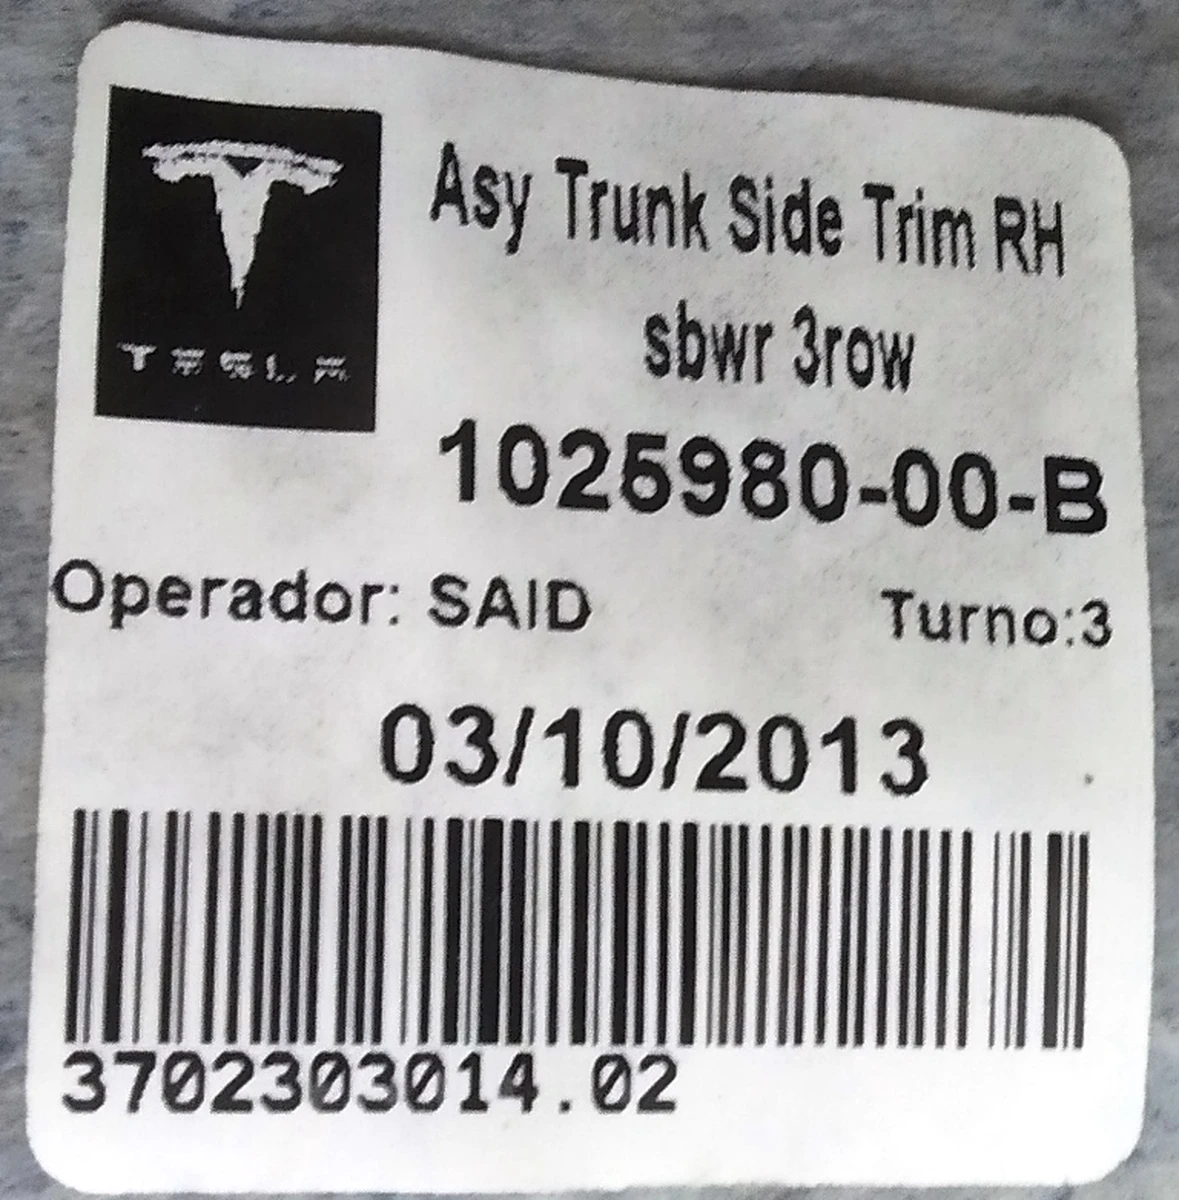 TESLA
Asy Trunk Side Trim RH
sbwr 3row
1025980-00-B
Operador: SAID Turno:3
03/10/2013
3702303014.02